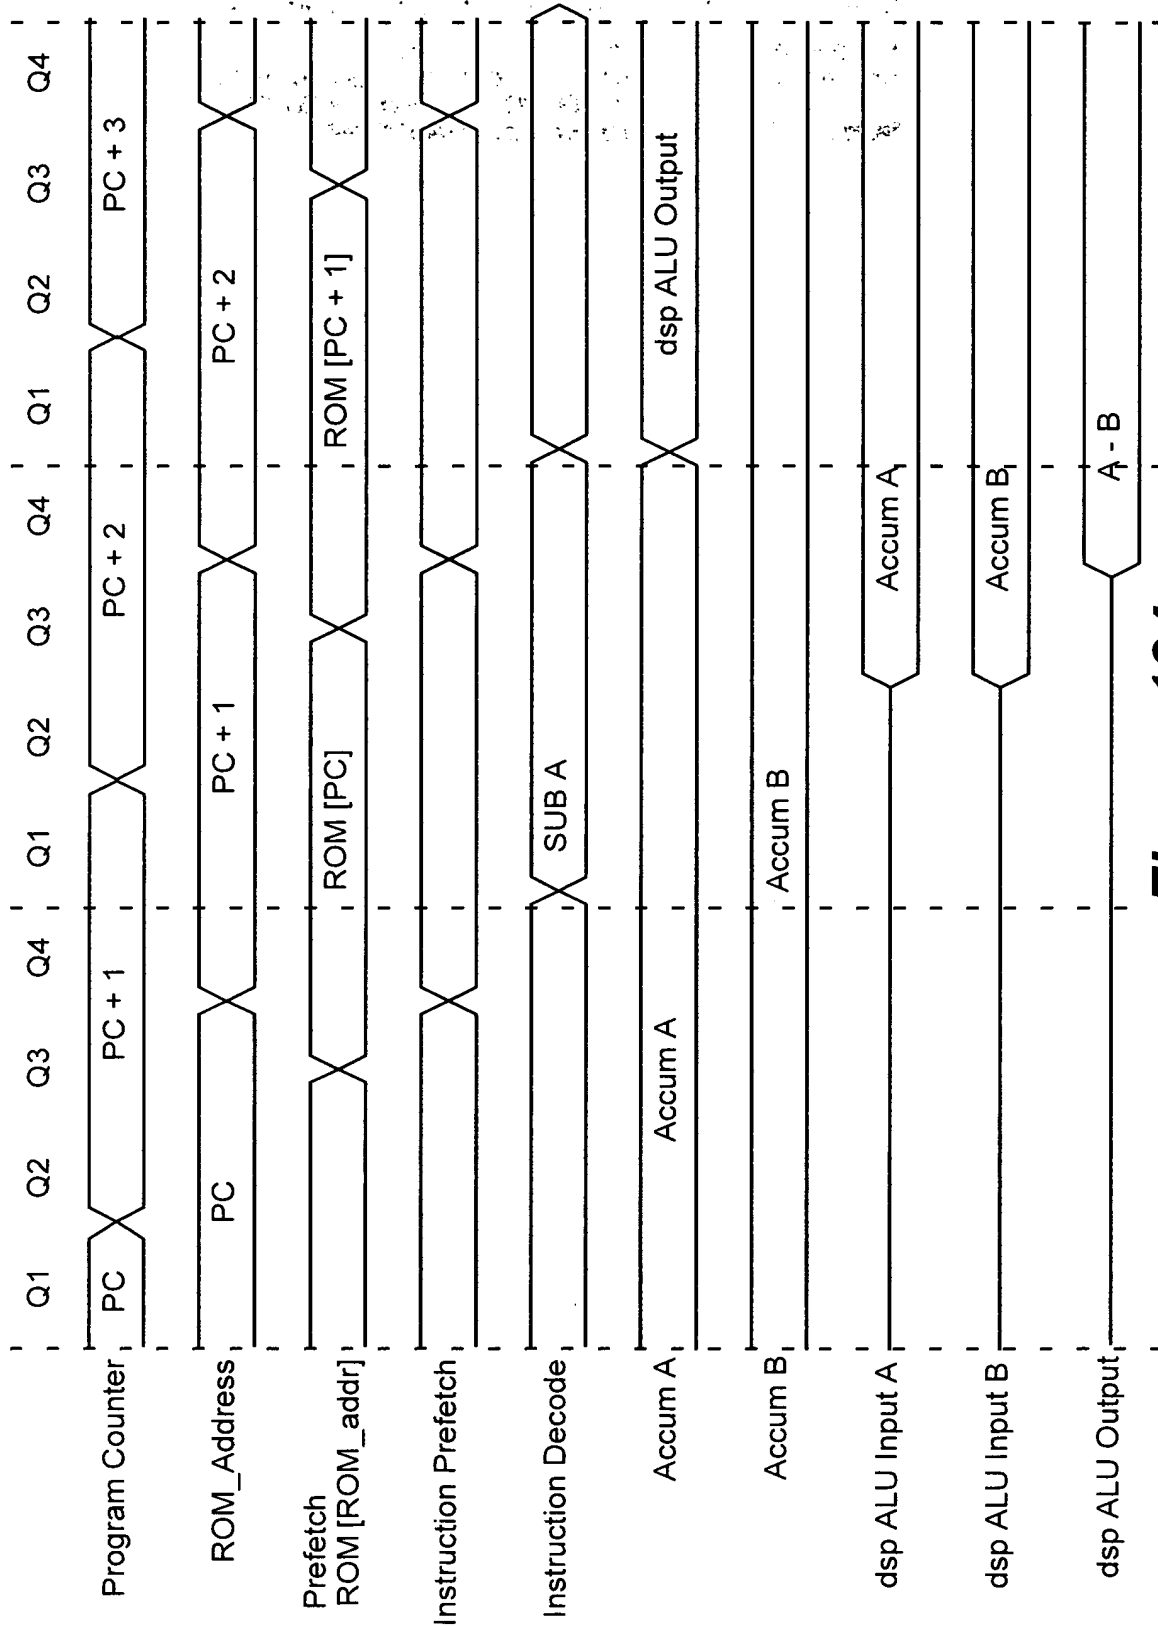 Q1 Q2 Q3 Q4 Q1 Q2 Q3 Q4 Q1 Q2 Q3 Q4
Program Counter PC PC + 1 PC + 2 PC + 3
ROM_Address PC PC + 1 PC + 2
Prefetch
ROM [ROM_addr] ROM [PC] ROM [PC + 1]
Instruction Prefetch
Instruction Decode SUB A
Accum A Accum A dsp ALU Output
Accum B Accum B
dsp ALU Input A Accum A
dsp ALU Input B Accum B
dsp ALU Output A - B